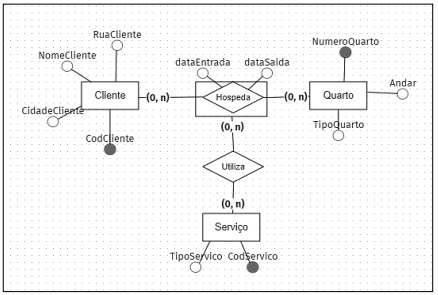 RuaCliente
NomeCliente
CidadeCliente
CodCliente
Cliente
(0, n)
dataEntrada
dataSaida
Hospeda
(0, n)
(0, n)
NumeroQuarto
Andar
Quarto
TipoQuarto
Utiliza
(0, n)
Serviço
TipoServico
CodServico